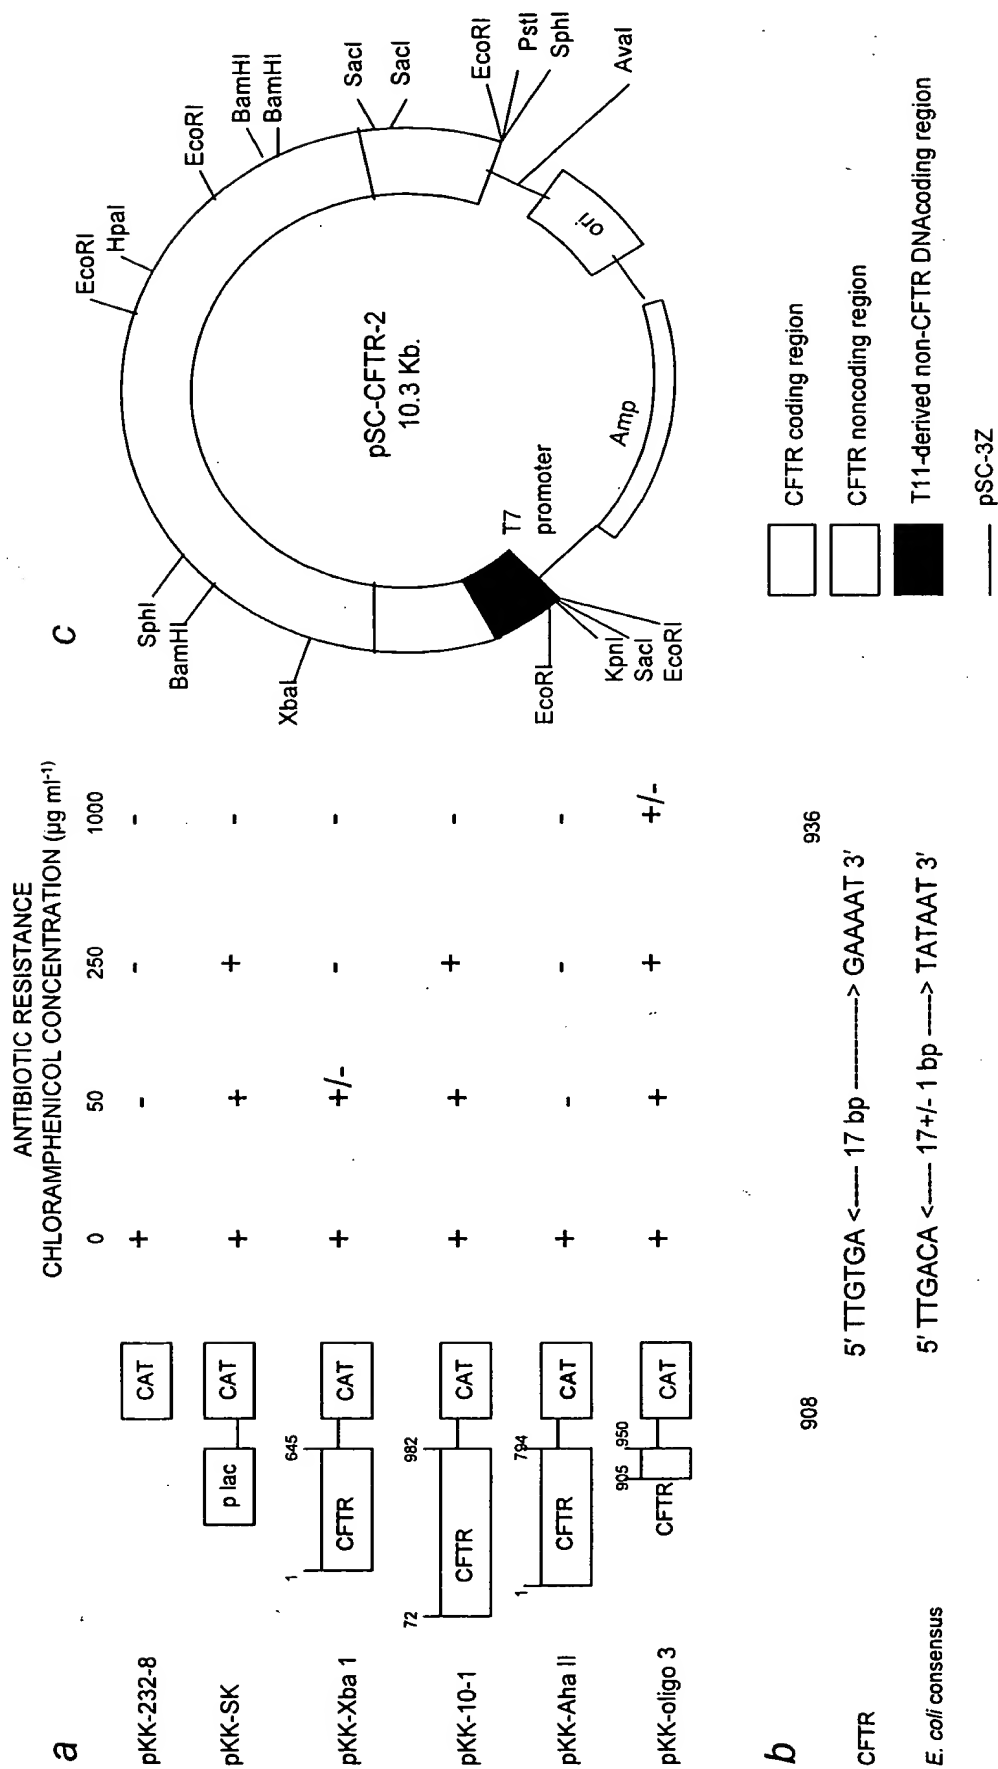 a
ANTIBIOTIC RESISTANCE
CHLORAMPHENICOL CONCENTRATION (µg ml⁻¹)
0 50 250 1000
pKK-232-8 CAT + - - -
pKK-SK p lac CAT + + + -
pKK-Xba 1 1 CFTR 645 CAT + +/- - -
pKK-10-1 72 CFTR 982 CAT + + + -
pKK-Aha II 1 CFTR 794 CAT + - - -
pKK-oligo 3 905 CFTR 950 CAT + + + +/-
b
908 936
CFTR 5' TTGTGA <---- 17 bp ----------> GAAAAT 3'
E. coli consensus 5' TTGACA <---- 17+/- 1 bp ----> TATAAT 3'
c
EcoRI
HpaI
EcoRI
BamHI
BamHI
SacI
SacI
EcoRI
PstI
SphI
AvaI
ori
Amp
T7
promoter
EcoRI
SacI
KpnI
EcoRI
XbaI
BamHI
SphI
pSC-CFTR-2
10.3 Kb.
CFTR coding region
CFTR noncoding region
T11-derived non-CFTR DNAcoding region
pSC-3Z